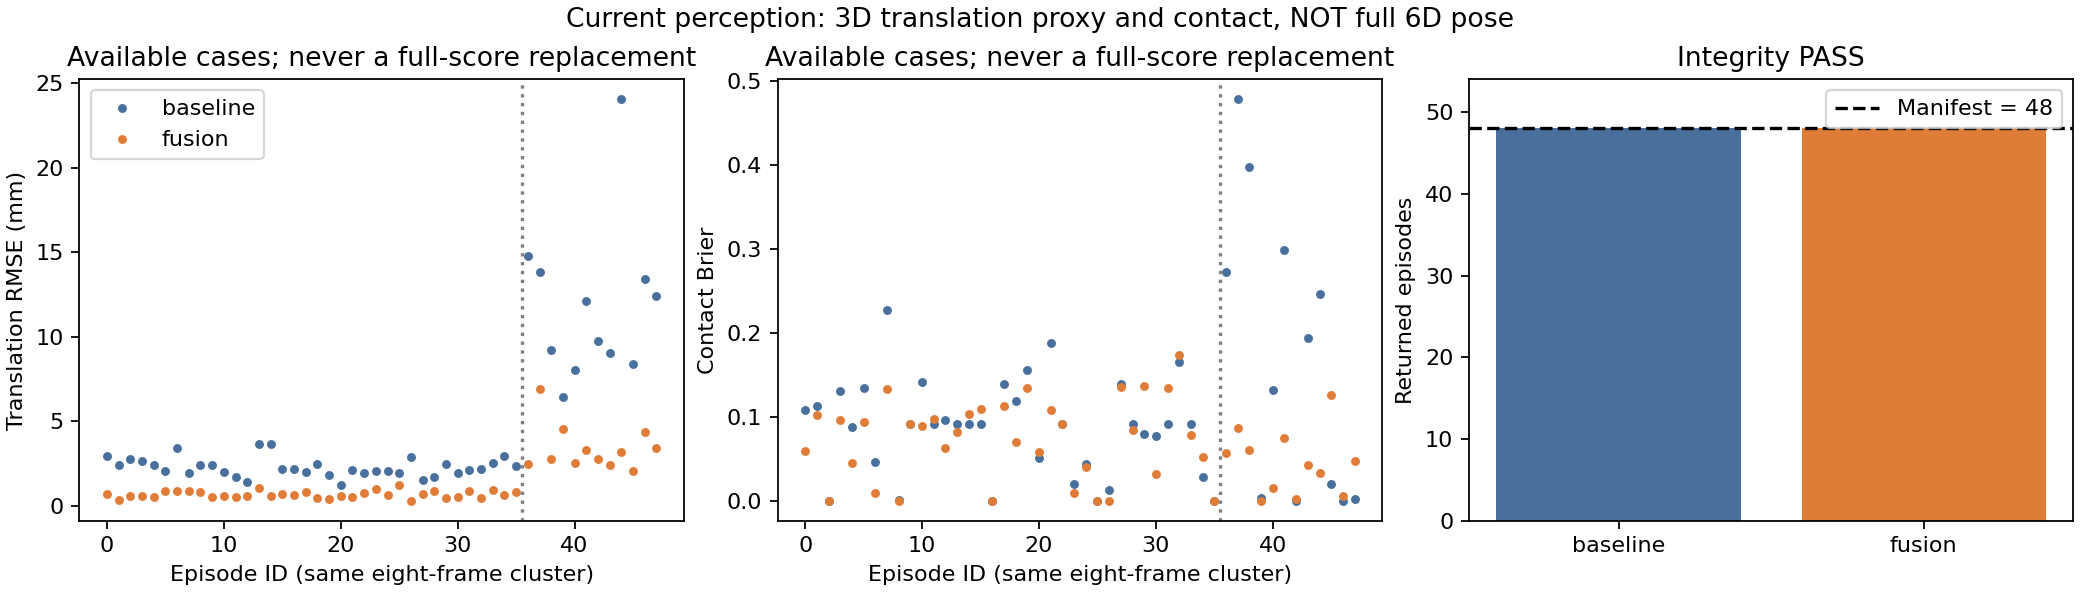 Current perception: 3D translation proxy and contact, NOT full 6D pose
Available cases; never a full-score replacement
Translation RMSE (mm)
25
20
15
10
5
0
baseline
fusion
0
10
20
30
40
Episode ID (same eight-frame cluster)
Available cases; never a full-score replacement
Contact Brier
0.5
0.4
0.3
0.2
0.1
0.0
0
10
20
30
40
Episode ID (same eight-frame cluster)
Integrity PASS
Returned episodes
50
40
30
20
10
0
Manifest = 48
baseline
fusion